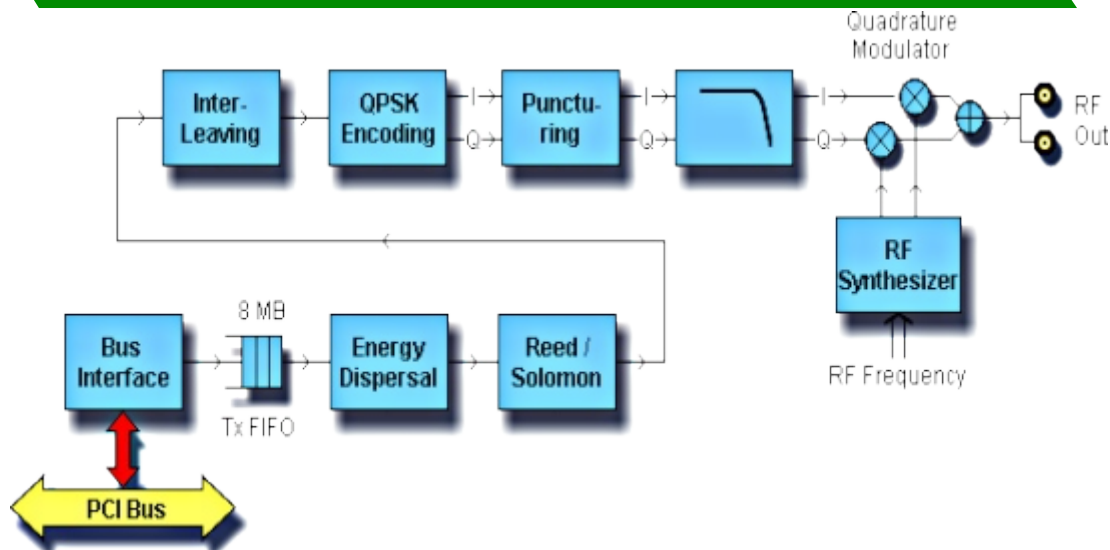 Quadrature
Modulator
Inter-
Leaving
QPSK
Encoding
I
Q
Punctu-
ring
I
Q
I
Q
RF
Out
RF
Synthesizer
RF Frequency
8 MB
Tx FIFO
Bus
Interface
Energy
Dispersal
Reed /
Solomon
PCI Bus